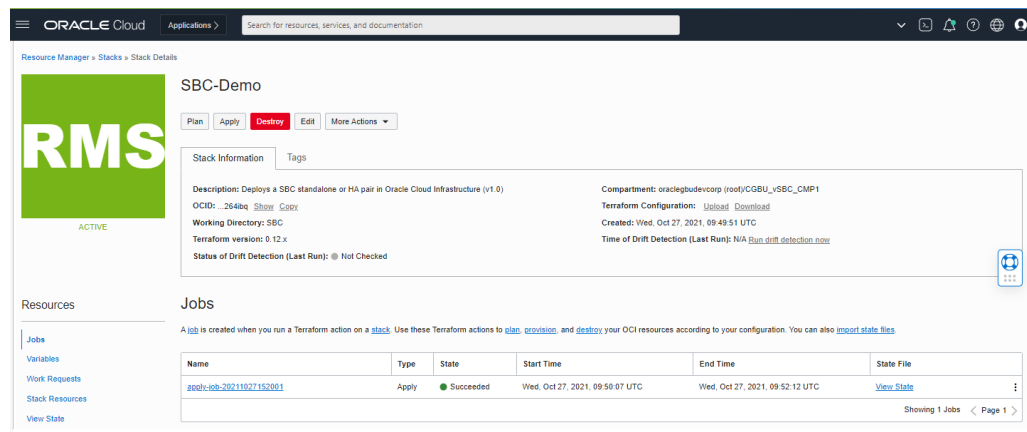 ORACLE Cloud
Applications >
Search for resources, services, and documentation
Resource Manager » Stacks » Stack Details
RMS
ACTIVE
SBC-Demo
Plan Apply Destroy Edit More Actions
Stack Information Tags
Description: Deploys a SBC standalone or HA pair in Oracle Cloud Infrastructure (v1.0)
OCID: ...264ibq Show Copy
Working Directory: SBC
Terraform version: 0.12.x
Status of Drift Detection (Last Run): Not Checked
Compartment: oraclegbudevcorp (root)/CGBU_vSBC_CMP1
Terraform Configuration: Upload Download
Created: Wed, Oct 27, 2021, 09:49:51 UTC
Time of Drift Detection (Last Run): N/A Run drift detection now
Resources
Jobs
Variables
Work Requests
Stack Resources
View State
Jobs
A job is created when you run a Terraform action on a stack. Use these Terraform actions to plan, provision, and destroy your OCI resources according to your configuration. You can also import state files.
Name Type State Start Time End Time State File
apply-job-20211027152001 Apply Succeeded Wed, Oct 27, 2021, 09:50:07 UTC Wed, Oct 27, 2021, 09:52:12 UTC View State
Showing 1 Jobs < Page 1 >